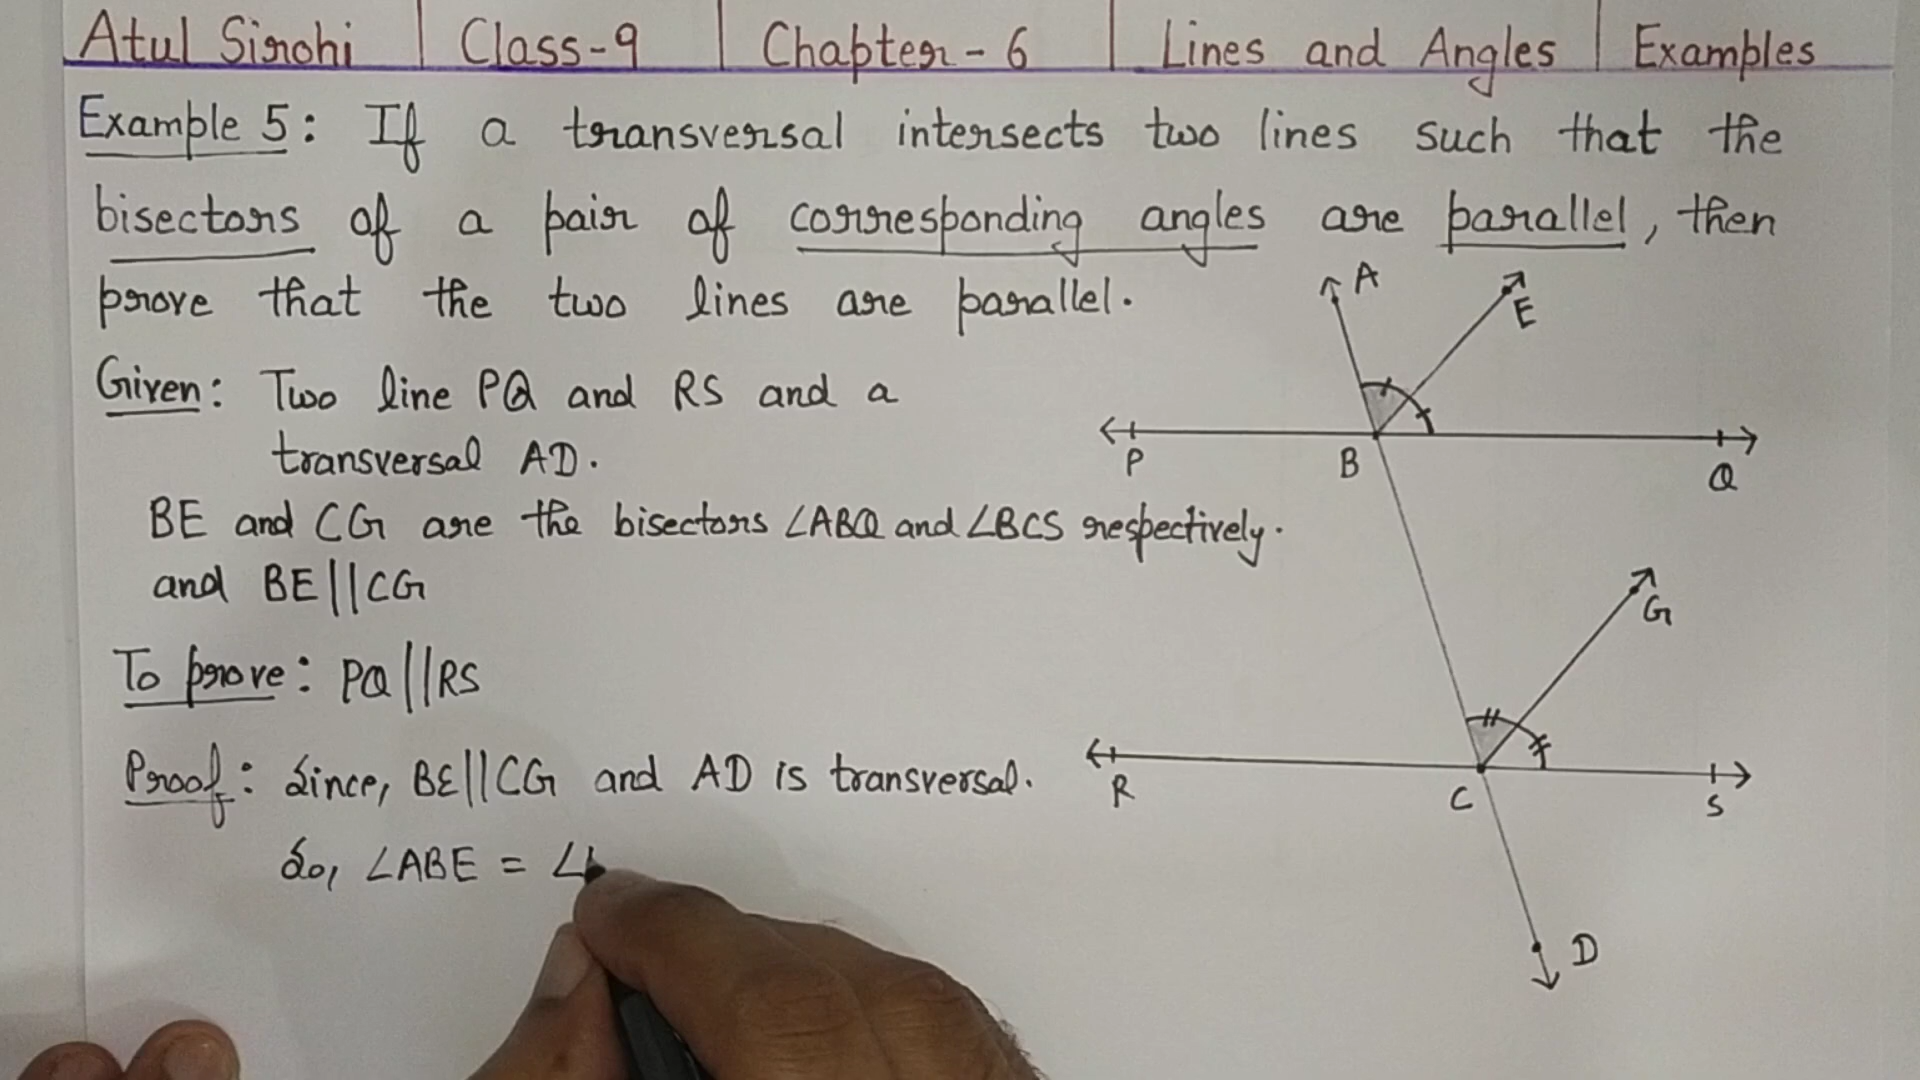 Atul Sirohi | Class-9 | Chapter-6 | Lines and Angles | Examples
Example 5: If a transversal intersects two lines such that the
bisectors of a pair of corresponding angles are parallel, then
prove that the two lines are parallel.
Given: Two line PQ and RS and a
transversal AD.
BE and CG are the bisectors ∠ABQ and ∠BCS respectively.
and BE||CG
To prove: PQ||RS
Proof: Since, BE||CG and AD is transversal.
So, ∠ABE = ∠
A
E
P
B
Q
G
R
C
S
D